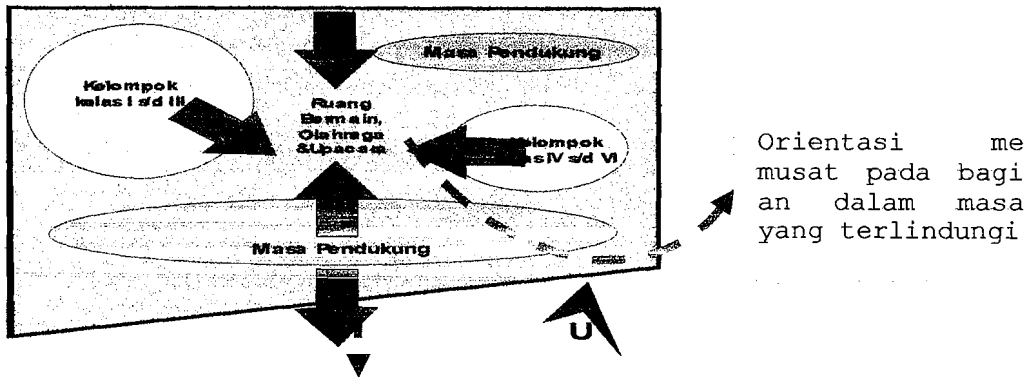 Masa Pendukung
Kelompok
kelas I s/d III
Ruang
Bermain,
Olahraga
&Upacara
Kelompok
kelas IV s/d VI
Masa Pendukung
U
Orientasi me
musat pada bagi
an dalam masa
yang terlindungi